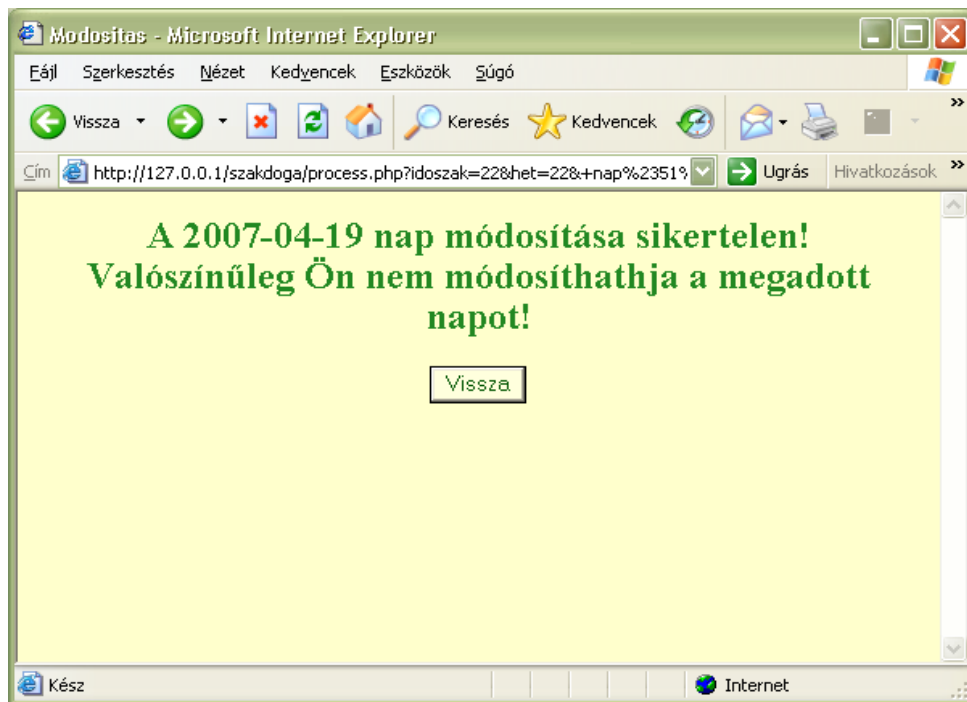 Modositas - Microsoft Internet Explorer
Fájl Szerkesztés Nézet Kedvencek Eszközök Súgó
Vissza Keresés Kedvencek »
Cím http://127.0.0.1/szakdoga/process.php?idoszak=22&het=22&+nap%2351% Ugrás Hivatkozások »
A 2007-04-19 nap módosítása sikertelen!
Valószínűleg Ön nem módosíthathja a megadott
napot!
Vissza
Kész Internet